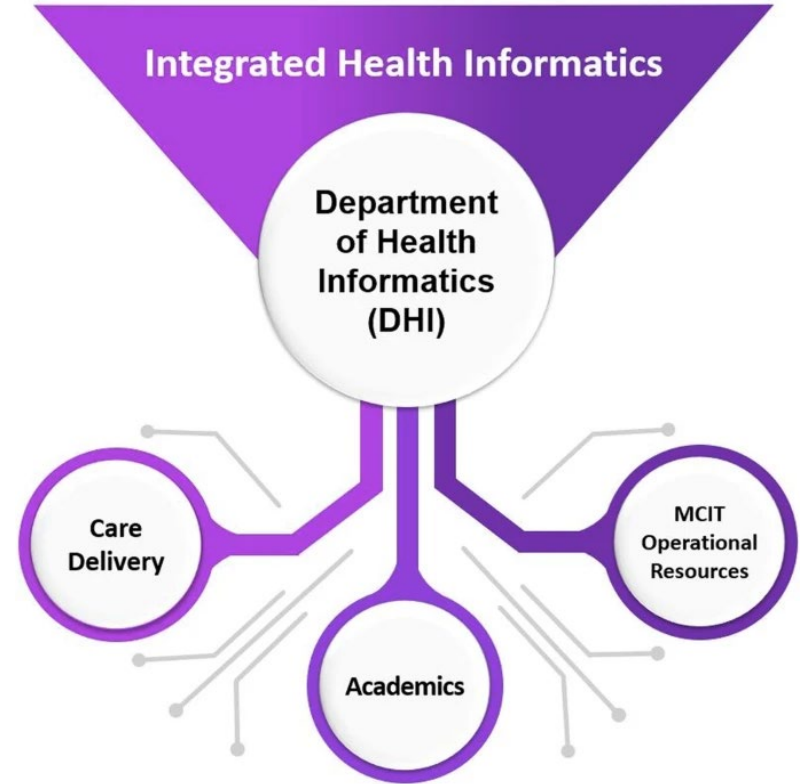 Integrated Health Informatics
Department
of Health
Informatics
(DHI)
Care
Delivery
MCIT
Operational
Resources
Academics